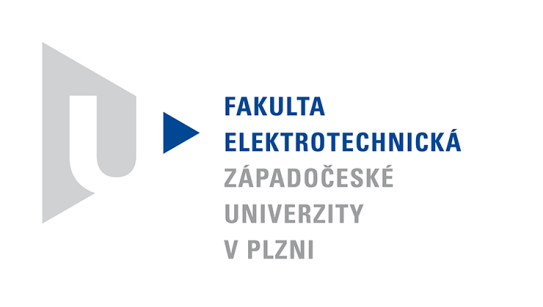 FAKULTA
ELEKTROTECHNICKÁ
ZÁPADOČESKÉ
UNIVERZITY
V PLZNI